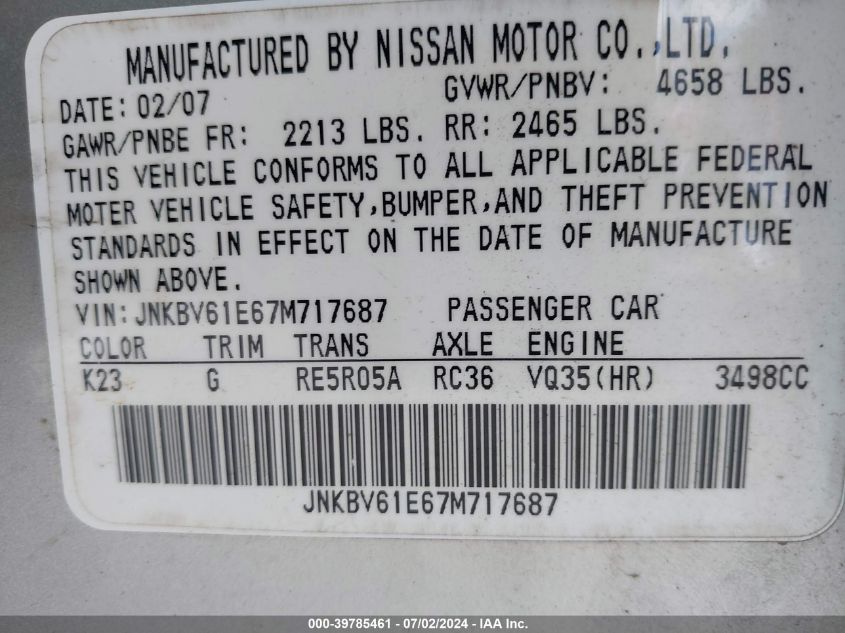 MANUFACTURED BY NISSAN MOTOR CO.,LTD.
DATE: 02/07 GVWR/PNBV: 4658 LBS.
GAWR/PNBE FR: 2213 LBS. RR: 2465 LBS.
THIS VEHICLE CONFORMS TO ALL APPLICABLE FEDERAL
MOTER VEHICLE SAFETY,BUMPER,AND THEFT PREVENTION
STANDARDS IN EFFECT ON THE DATE OF MANUFACTURE
SHOWN ABOVE.
VIN: JNKBV61E67M717687 PASSENGER CAR
COLOR TRIM TRANS AXLE ENGINE
K23 G RE5R05A RC36 VQ35(HR) 3498CC
JNKBV61E67M717687
000-39785461 - 07/02/2024 - IAA Inc.